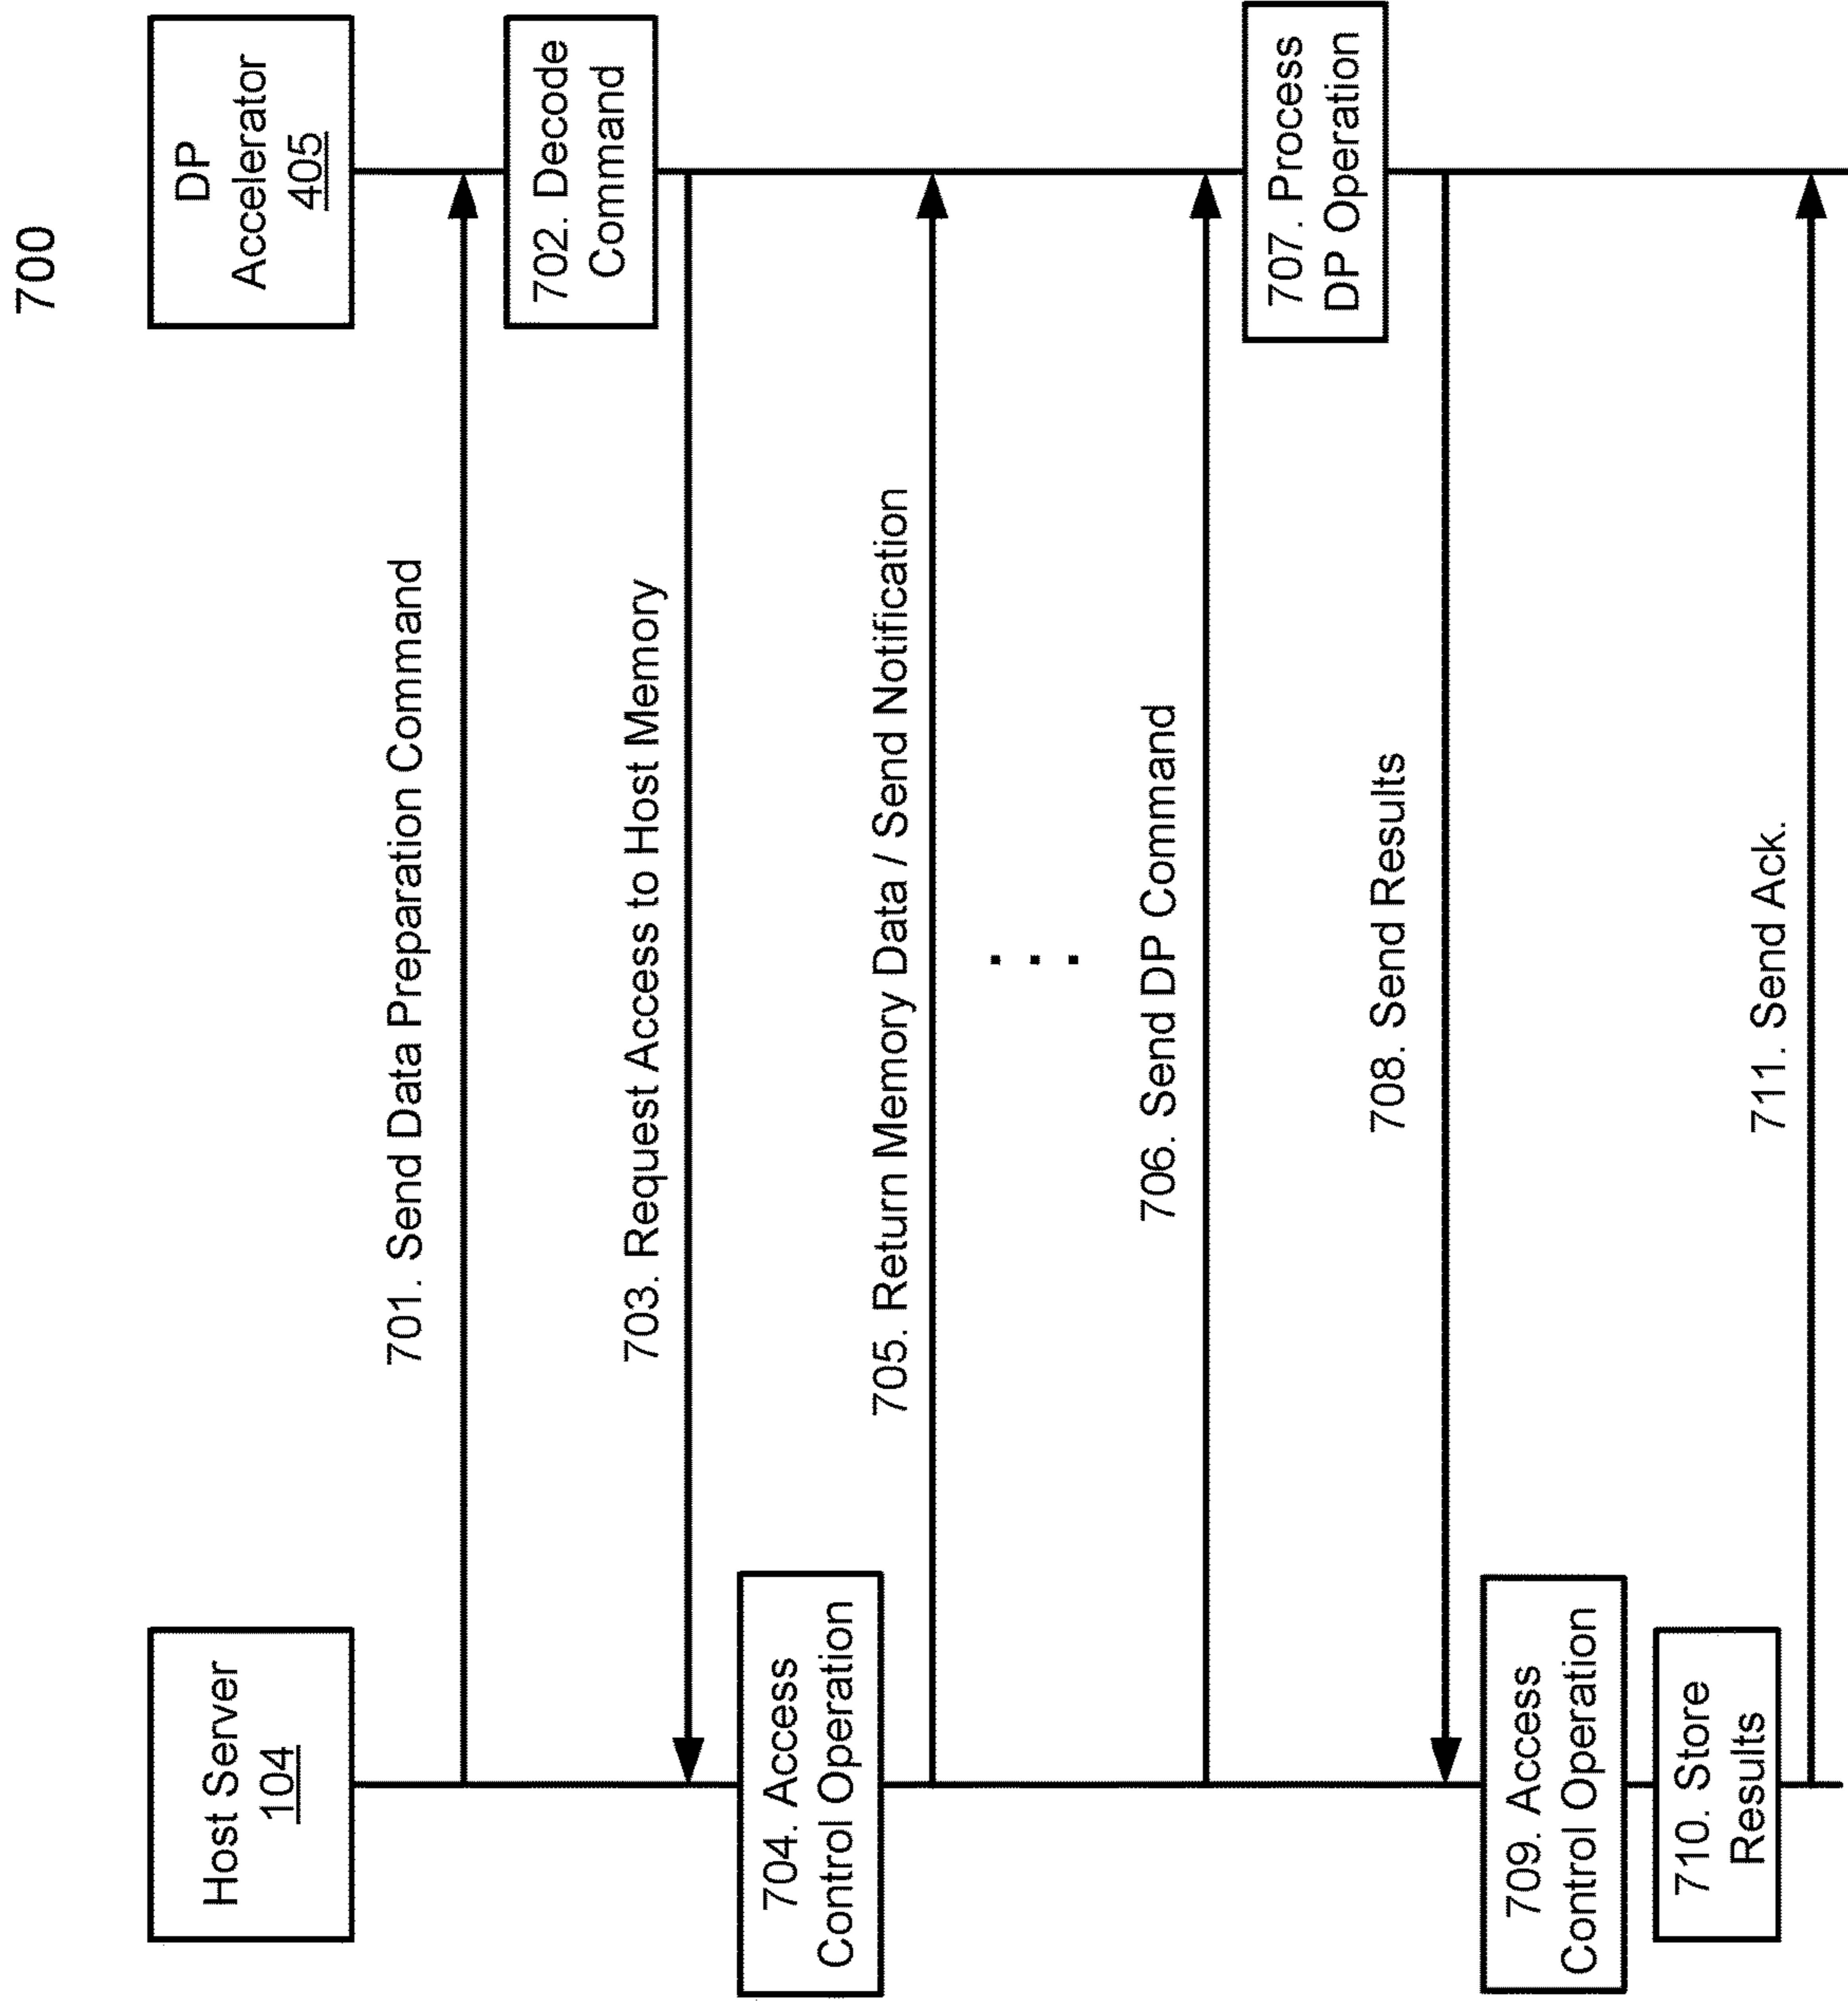 700
Host Server
104
DP
Accelerator
405
701. Send Data Preparation Command
702. Decode
Command
703. Request Access to Host Memory
704. Access
Control Operation
705. Return Memory Data / Send Notification
. . .
706. Send DP Command
707. Process
DP Operation
708. Send Results
709. Access
Control Operation
710. Store
Results
711. Send Ack.